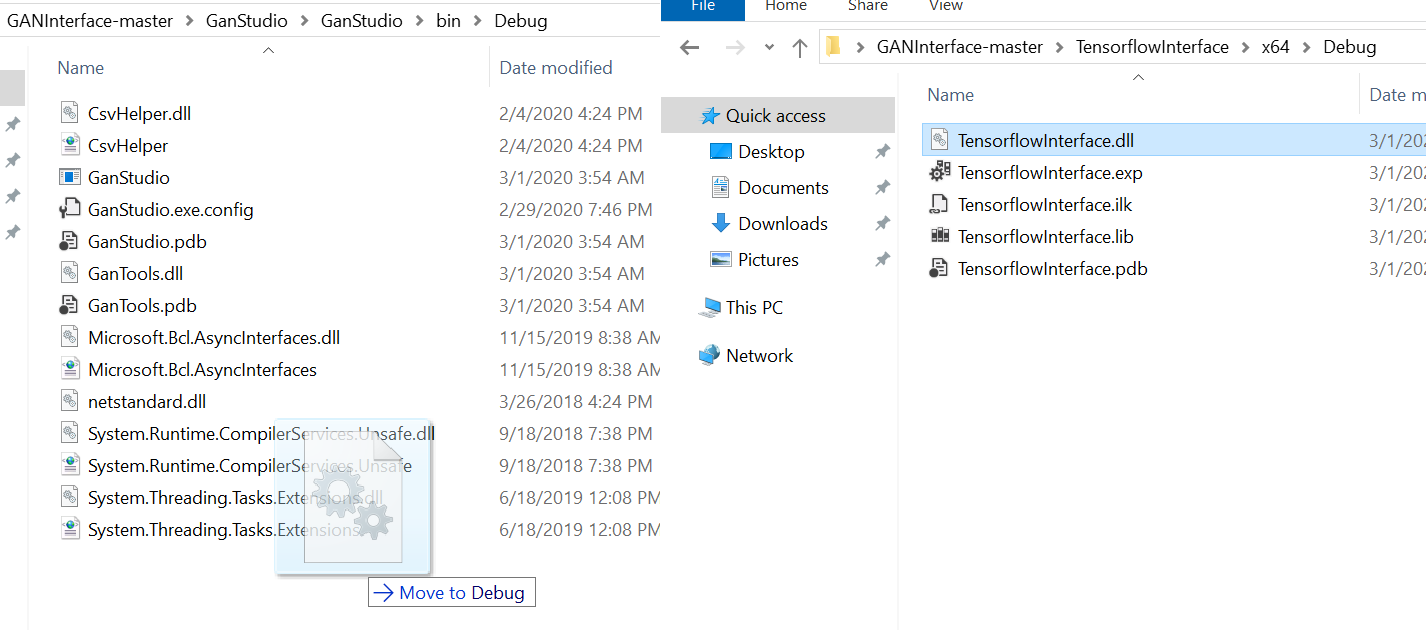 GANInterface-master > GanStudio > GanStudio > bin > Debug
Name Date modified
CsvHelper.dll 2/4/2020 4:24 PM
CsvHelper 2/4/2020 4:24 PM
GanStudio 3/1/2020 3:54 AM
GanStudio.exe.config 2/29/2020 7:46 PM
GanStudio.pdb 3/1/2020 3:54 AM
GanTools.dll 3/1/2020 3:54 AM
GanTools.pdb 3/1/2020 3:54 AM
Microsoft.Bcl.AsyncInterfaces.dll 11/15/2019 8:38 AM
Microsoft.Bcl.AsyncInterfaces 11/15/2019 8:38 AM
netstandard.dll 3/26/2018 4:24 PM
System.Runtime.CompilerServices.Unsafe.dll 9/18/2018 7:38 PM
System.Runtime.CompilerServices.Unsafe 9/18/2018 7:38 PM
System.Threading.Tasks.Extensions.dll 6/18/2019 12:08 PM
System.Threading.Tasks.Extensions 6/18/2019 12:08 PM
Move to Debug
File Home Share View
GANInterface-master > TensorflowInterface > x64 > Debug
Quick access
Desktop
Documents
Downloads
Pictures
This PC
Network
Name Date m
TensorflowInterface.dll 3/1/202
TensorflowInterface.exp 3/1/202
TensorflowInterface.ilk 3/1/202
TensorflowInterface.lib 3/1/202
TensorflowInterface.pdb 3/1/202